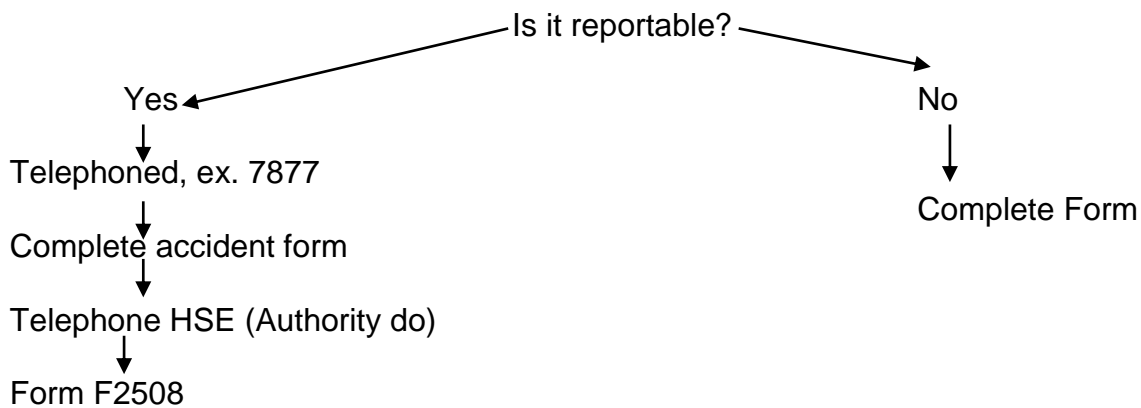 Is it reportable?
Yes
No
Telephoned, ex. 7877
Complete Form
Complete accident form
Telephone HSE (Authority do)
Form F2508